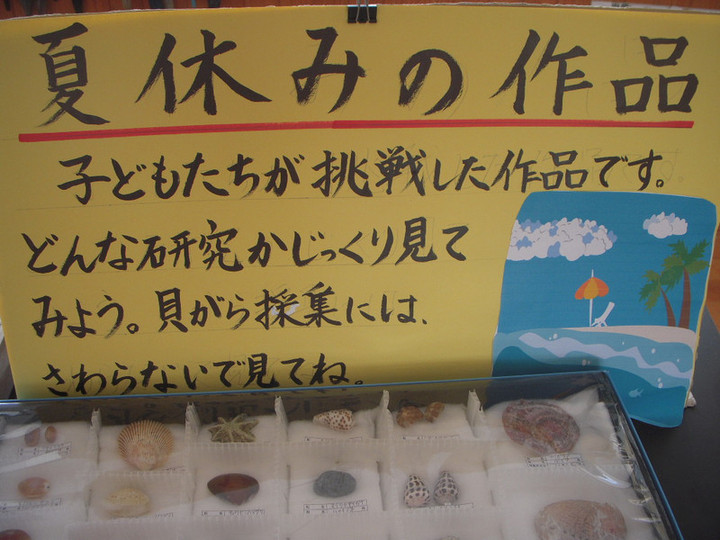 夏休みの作品
子どもたちが挑戦した作品です。
どんな研究かじっくり見て
みよう。貝がら採集には、
さわらないで見てね。